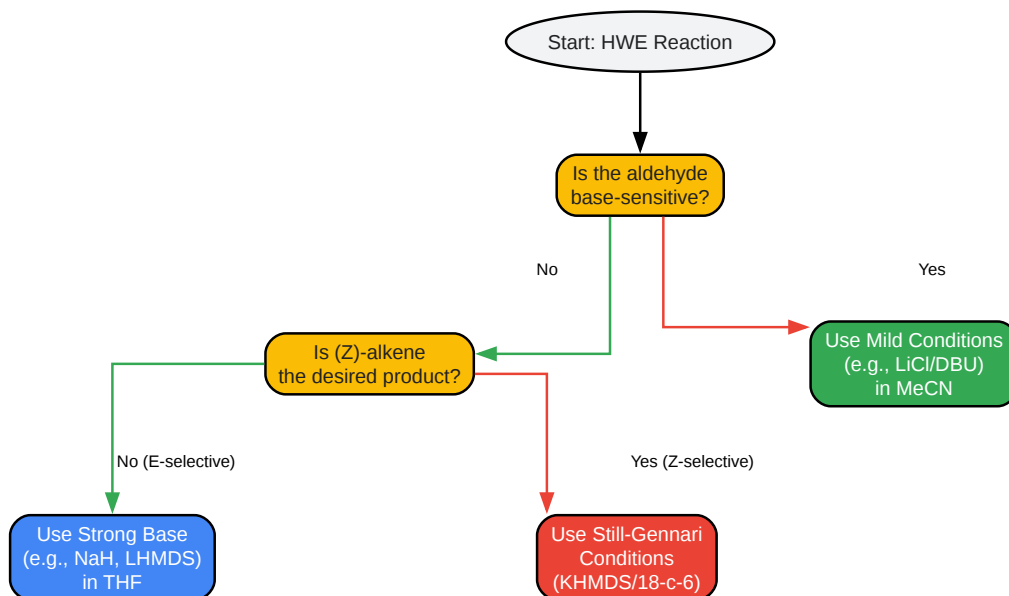 Start: HWE Reaction
Is the aldehyde
base-sensitive?
No
Yes
Use Mild Conditions
(e.g., LiCl/DBU)
in MeCN
Is (Z)-alkene
the desired product?
No (E-selective)
Yes (Z-selective)
Use Strong Base
(e.g., NaH, LHMDS)
in THF
Use Still-Gennari
Conditions
(KHMDS/18-c-6)